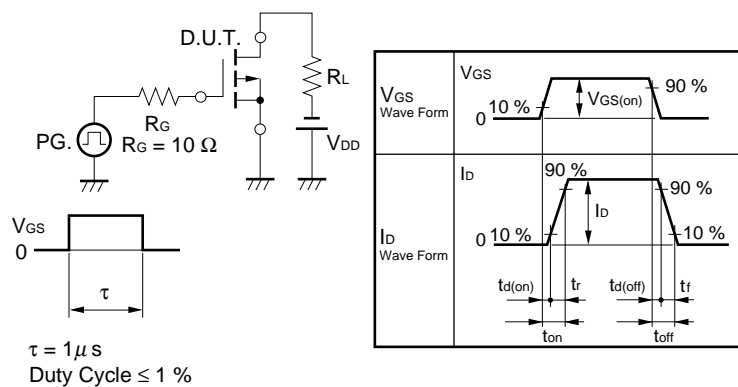 D.U.T.
RL
RG
PG.
RG = 10 Ω
VDD
VGS
0
τ
τ = 1μ s
Duty Cycle ≤ 1 %
VGS
Wave Form
VGS
10 %
0
VGS(on)
90 %
ID
Wave Form
ID
90 %
90 %
ID
10 %
0
10 %
td(on)
tr
td(off)
tf
ton
toff